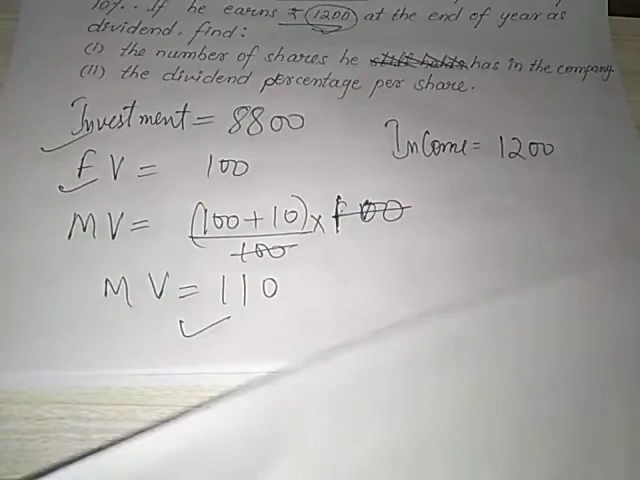 10%. If he earns ₹ 1200 at the end of year as
dividend, find:
(i) the number of shares he still holds has in the company.
(ii) the dividend percentage per share.
Investment = 8800
Income = 1200
FV = 100
MV = (100+10)/100 × 100
MV = 110